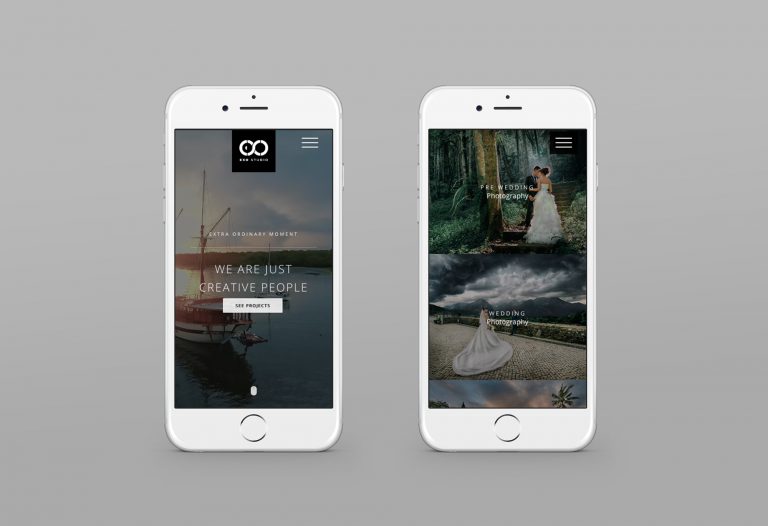 EXO STUDIO
EXTRA ORDINARY MOMENT
WE ARE JUST
CREATIVE PEOPLE
SEE PROJECTS
PRE WEDDING
Photography
WEDDING
Photography